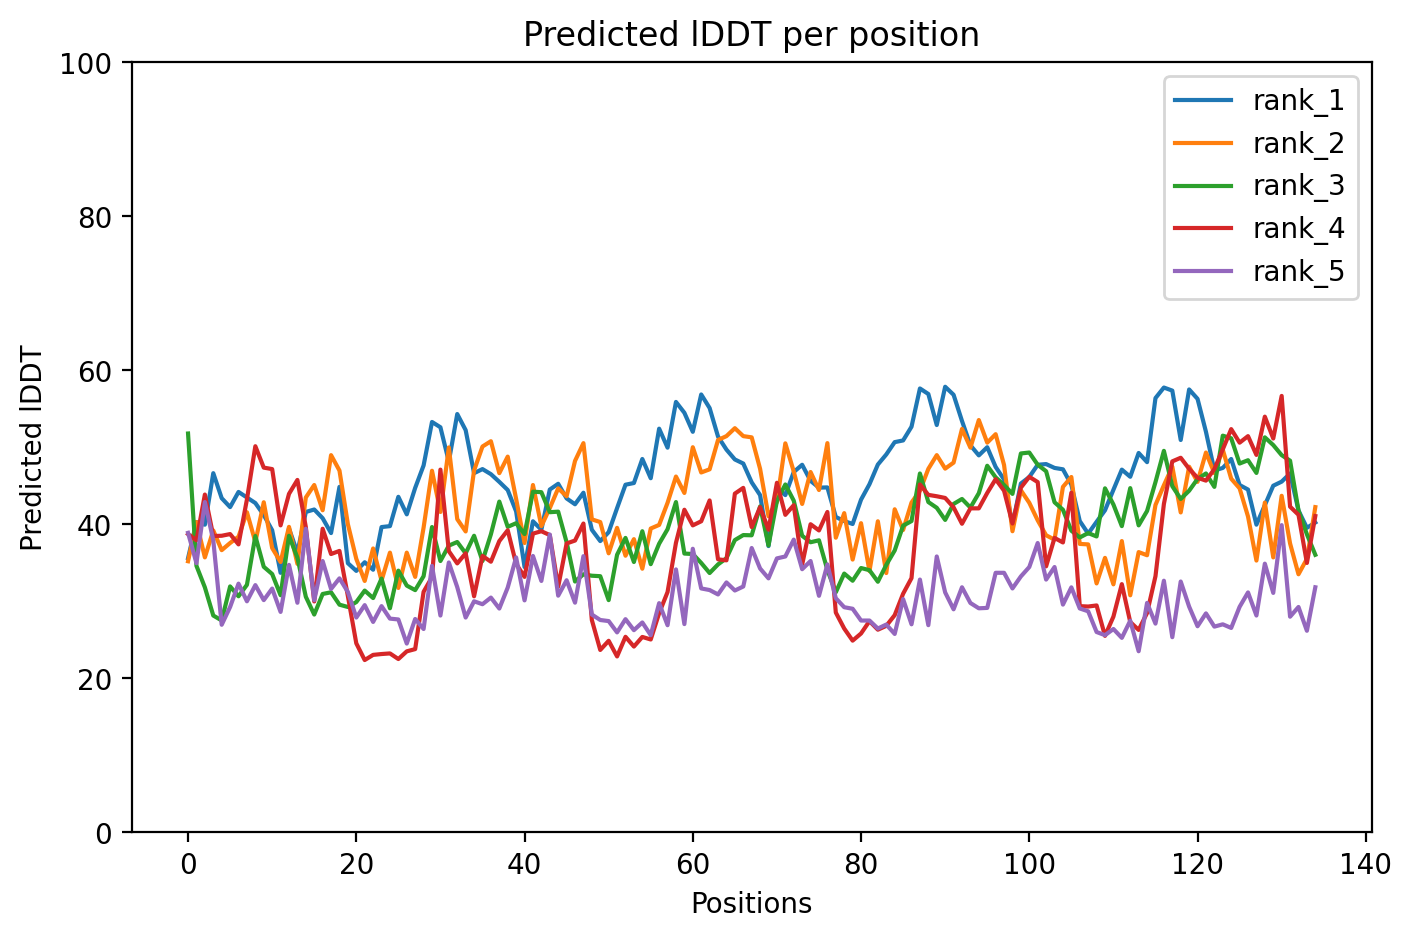 Predicted lDDT per position
100
80
60
40
20
0
Predicted lDDT
0 20 40 60 80 100 120 140
Positions
rank_1
rank_2
rank_3
rank_4
rank_5